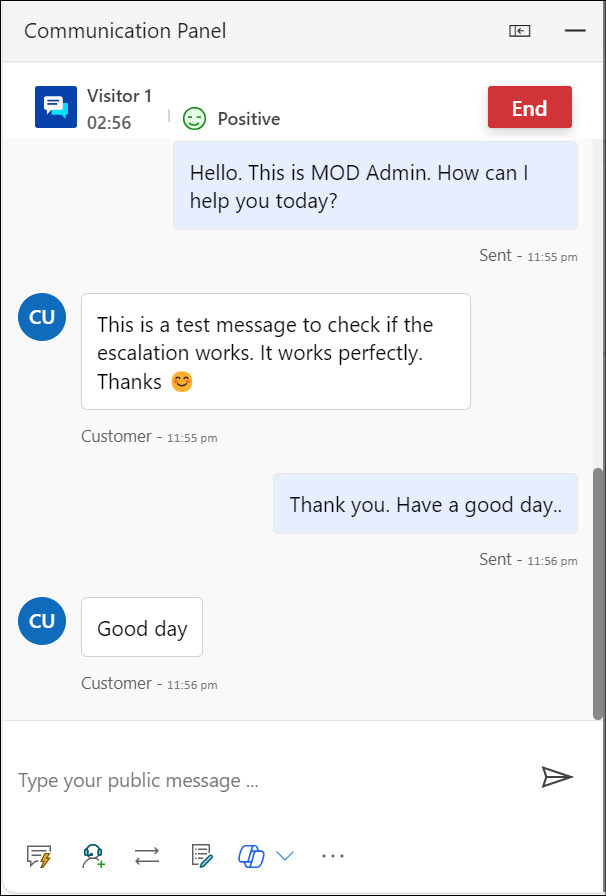 Communication Panel
Visitor 1
02:56
Positive
End
Hello. This is MOD Admin. How can I
help you today?
Sent - 11:55 pm
CU
This is a test message to check if the
escalation works. It works perfectly.
Thanks 😊
Customer - 11:55 pm
Thank you. Have a good day..
Sent - 11:56 pm
CU
Good day
Customer - 11:56 pm
Type your public message ...